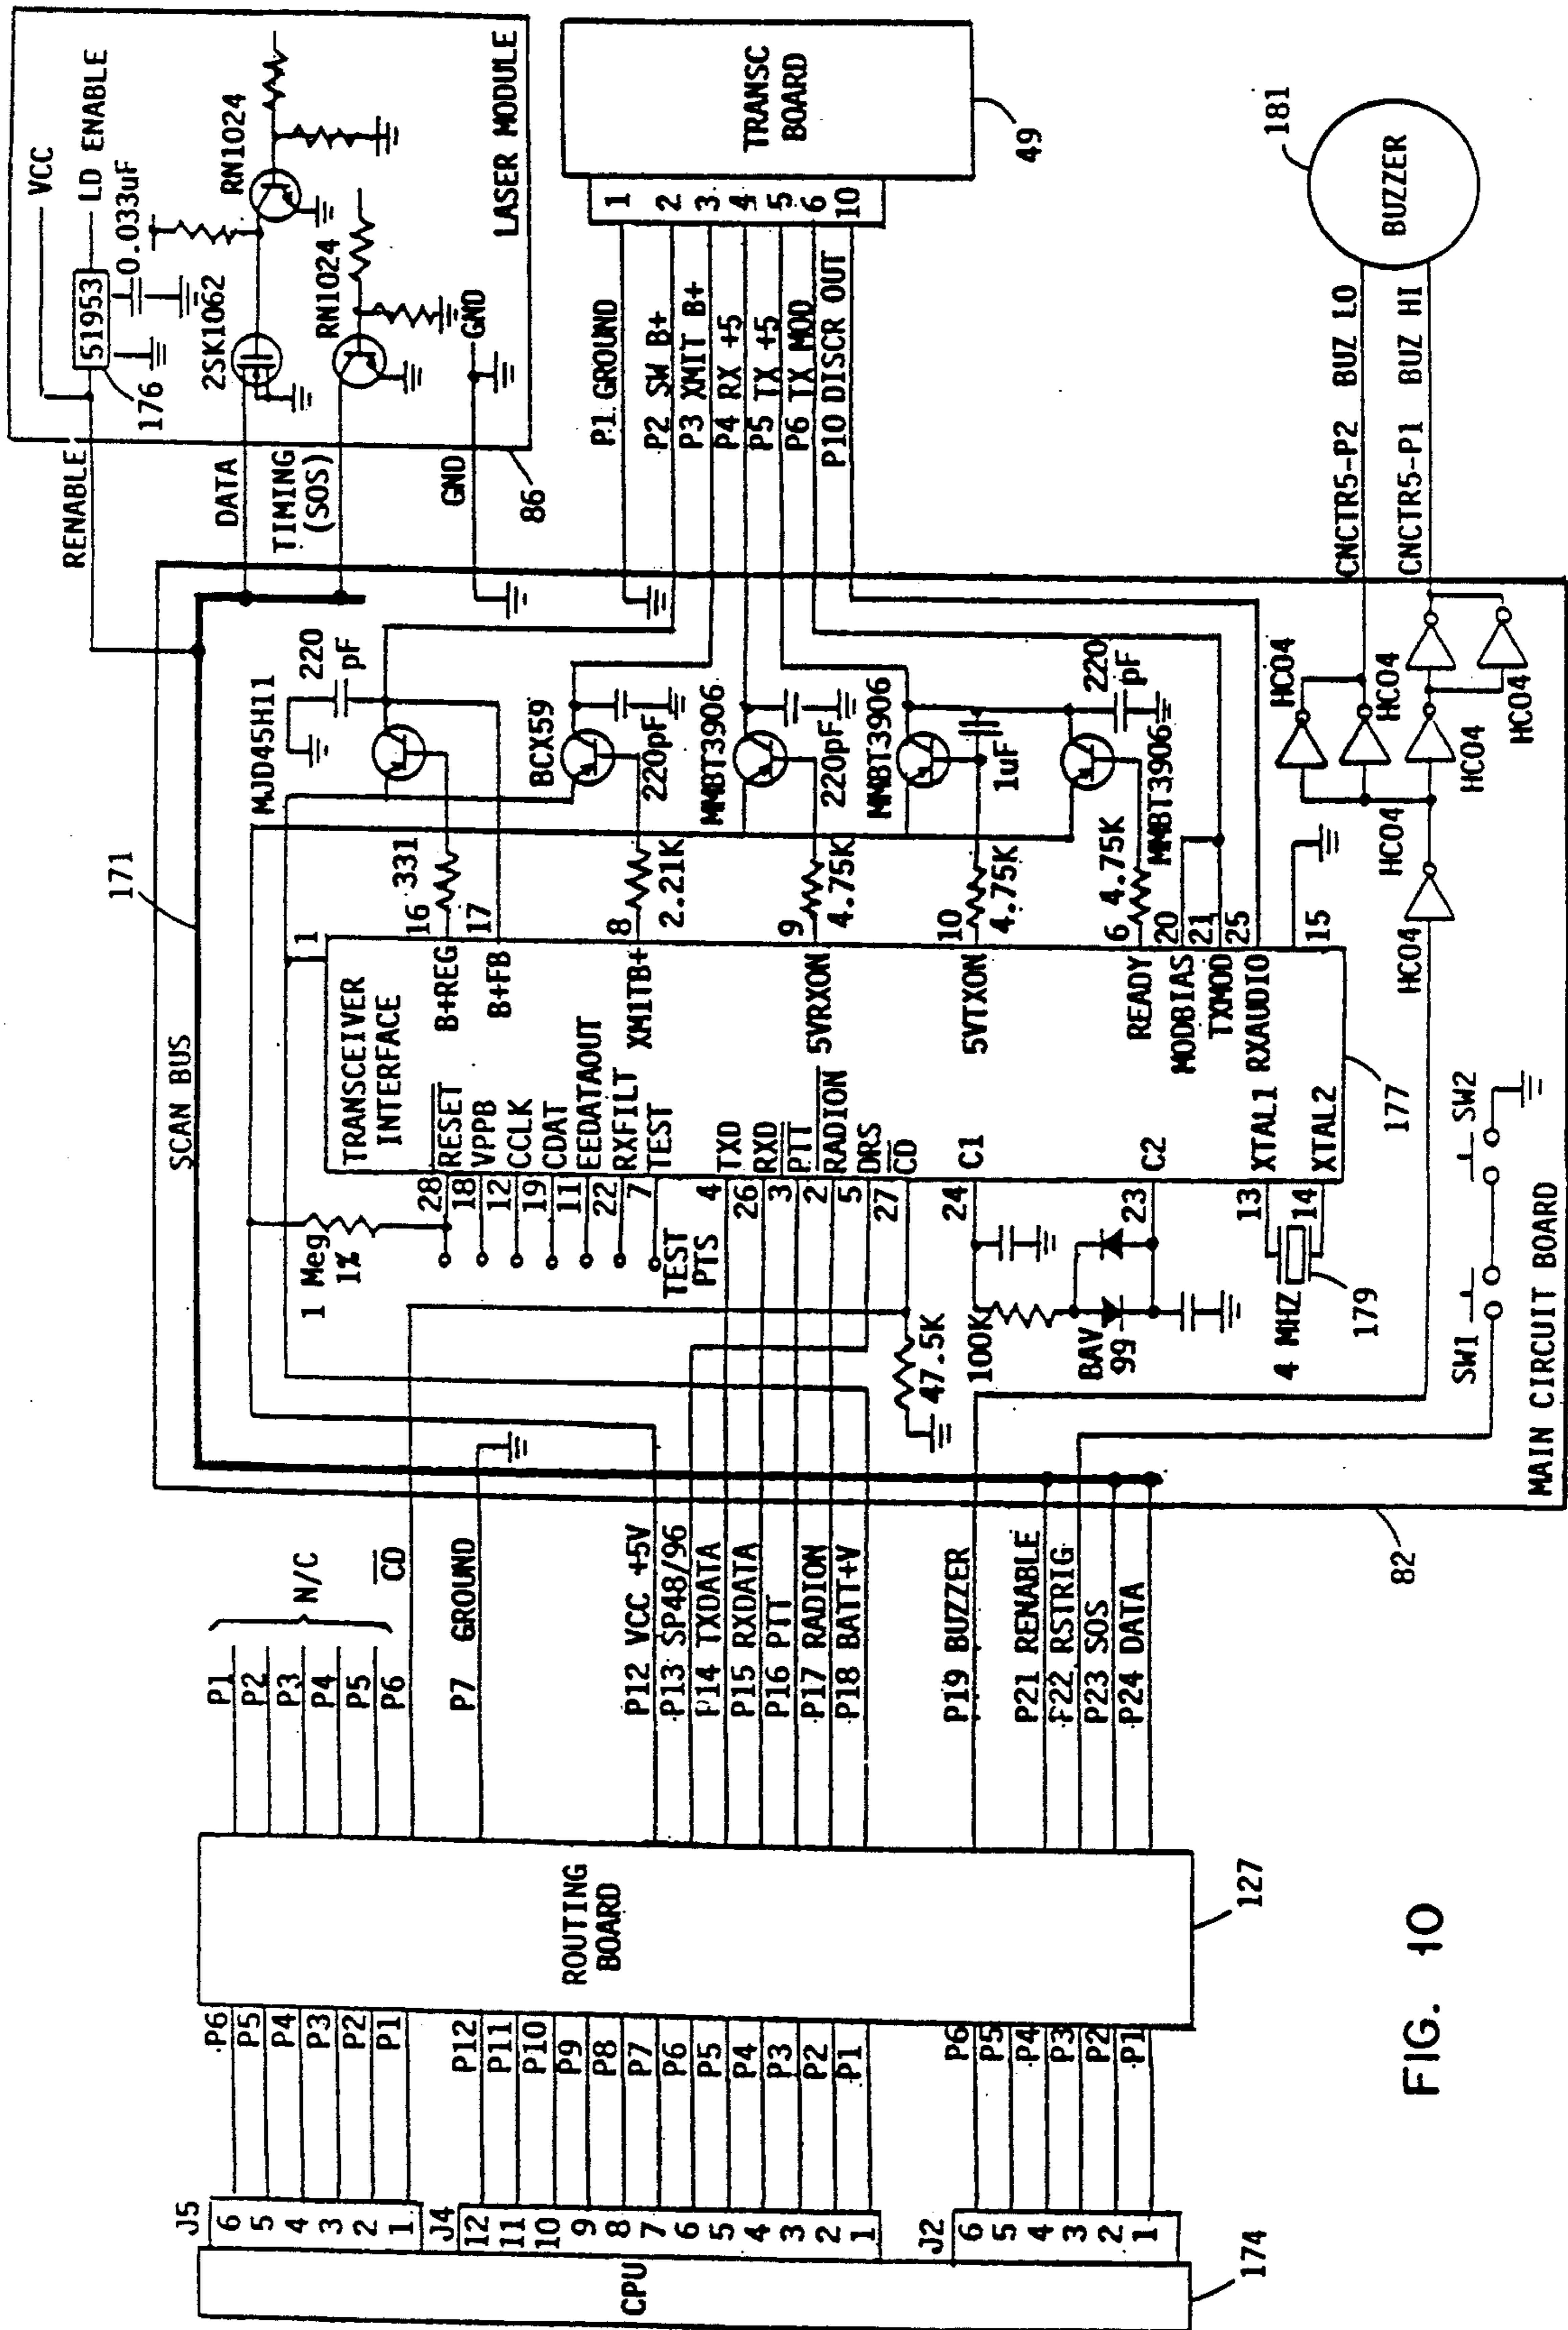 J5
6
5
4
3
2
1
J4
12
11
10
9
8
7
6
5
4
3
2
1
J2
6
5
4
3
2
1
CPU
174
P6
P5
P4
P3
P2
P1
P12
P11
P10
P9
P8
P7
P6
P5
P4
P3
P2
P1
P6
P5
P4
P3
P2
P1
ROUTING
BOARD
127
P1
P2
P3
P4
P5
P6
N/C
CD
P7 GROUND
P12 VCC +5V
P13 SP48/96
P14 TXDATA
P15 RXDATA
P16 PTT
P17 RADION
P18 BATT+V
P19 BUZZER
P21 RENABLE
P22 RSTRIG
P23 SOS
P24 DATA
82
MAIN CIRCUIT BOARD
SCAN BUS
171
1 Meg
1%
TEST
PTS
47.5K
100K
BAV
99
4 MHZ
179
SW1
SW2
28
18
12
19
11
22
7
4
26
3
2
5
27
24
23
13
14
TRANSCEIVER
INTERFACE
RESET
VPPB
CCLK
CDAT
EEDATAOUT
RXFILT
TEST
TXD
RXD
PTT
RADION
DRS
CD
C1
C2
XTAL1
XTAL2
B+REG
B+FB
XMITB+
5VRXON
5VTXON
READY
MODBIAS
TXMOD
RXAUDIO
177
1
16
17
8
9
10
6
20
21
25
15
331
2.21K
4.75K
4.75K
4.75K
MJD45H11
220
pF
BCX59
220pF
MMBT3906
220pF
MMBT3906
1uF
MMBT3906
220
pF
HC04
HC04
HC04
HC04
HC04
HC04
RENABLE
DATA
TIMING
(SOS)
GND
86
VCC
51953
LD ENABLE
0.033uF
176
2SK1062
RN1024
RN1024
GND
LASER MODULE
P1 GROUND
P2 SW B+
P3 XMIT B+
P4 RX +5
P5 TX +5
P6 TX MOD
P10 DISCR OUT
1
2
3
4
5
6
10
TRANSC
BOARD
49
CNCTR5-P2 BUZ LO
CNCTR5-P1 BUZ HI
BUZZER
181
FIG. 10